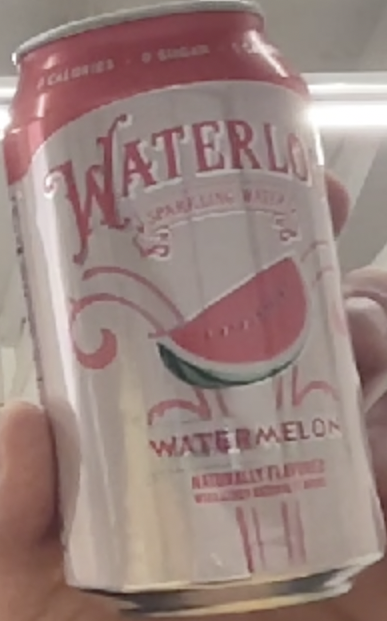 0 CALORIES · 0 SUGAR ·
WATERLO
SPARKLING WATER
WATERMELON
NATURALLY FLAVORED